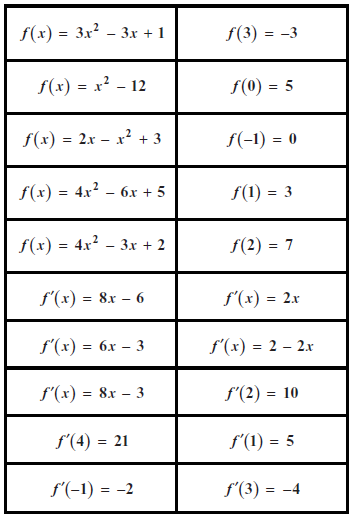 f(x) = 3x² − 3x + 1    f(3) = −3
f(x) = x² − 12    f(0) = 5
f(x) = 2x − x² + 3    f(−1) = 0
f(x) = 4x² − 6x + 5    f(1) = 3
f(x) = 4x² − 3x + 2    f(2) = 7
f′(x) = 8x − 6    f′(x) = 2x
f′(x) = 6x − 3    f′(x) = 2 − 2x
f′(x) = 8x − 3    f′(2) = 10
f′(4) = 21    f′(1) = 5
f′(−1) = −2    f′(3) = −4